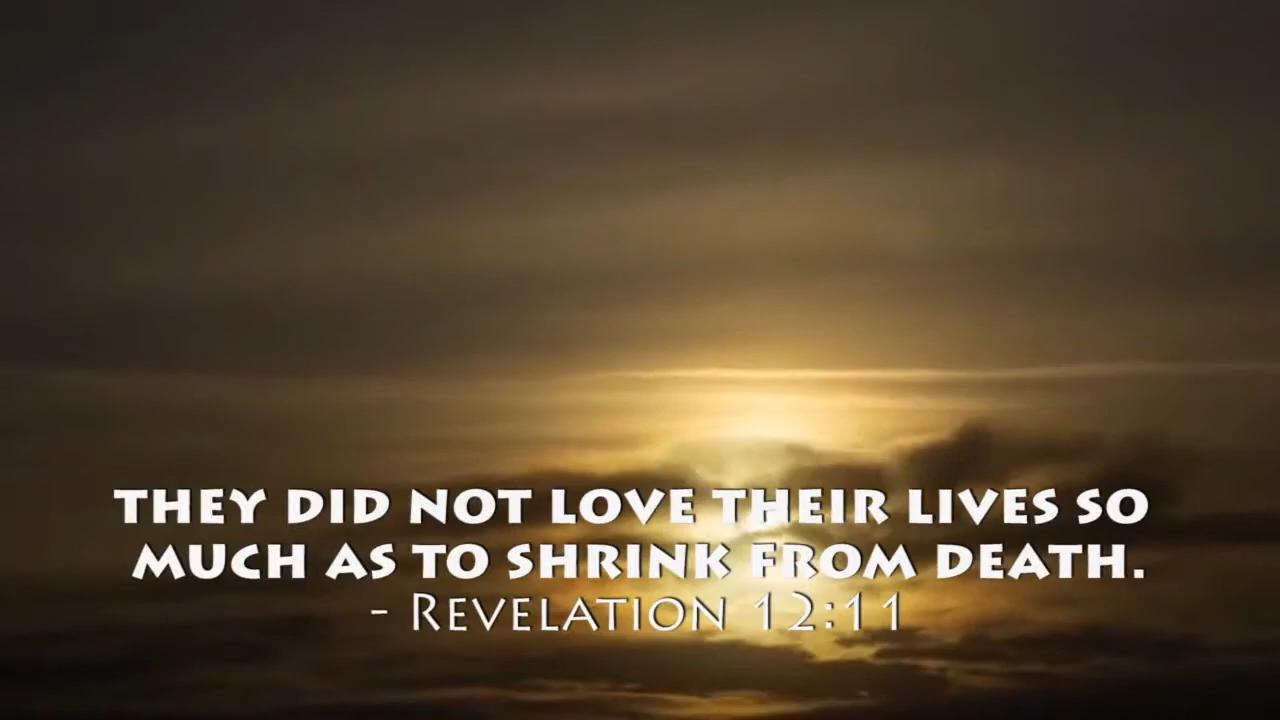 THEY DID NOT LOVE THEIR LIVES SO
MUCH AS TO SHRINK FROM DEATH.
- REVELATION 12:11